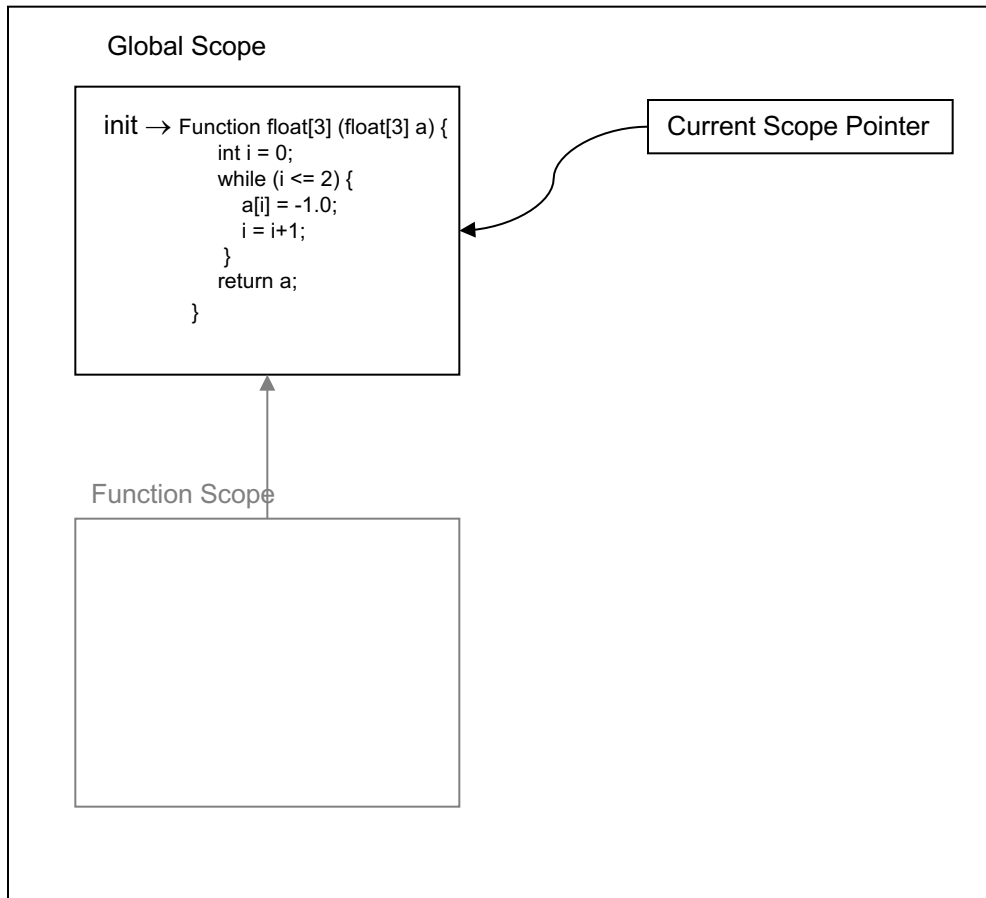 Global Scope
init → Function float[3] (float[3] a) {
int i = 0;
while (i <= 2) {
a[i] = -1.0;
i = i+1;
}
return a;
}
Current Scope Pointer
Function Scope